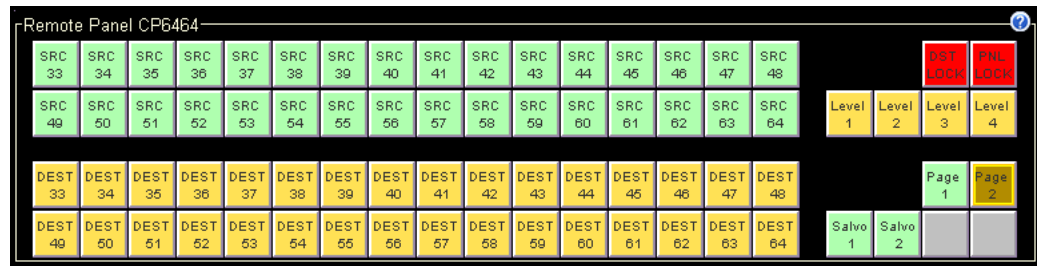 Remote Panel CP6464 ?
SRC SRC SRC SRC SRC SRC SRC SRC SRC SRC SRC SRC SRC SRC SRC SRC DST PNL
33 34 35 36 37 38 39 40 41 42 43 44 45 46 47 48 LOCK LOCK
SRC SRC SRC SRC SRC SRC SRC SRC SRC SRC SRC SRC SRC SRC SRC SRC Level Level Level Level
49 50 51 52 53 54 55 56 57 58 59 60 61 62 63 64 1 2 3 4
DEST DEST DEST DEST DEST DEST DEST DEST DEST DEST DEST DEST DEST DEST DEST DEST Page Page
33 34 35 36 37 38 39 40 41 42 43 44 45 46 47 48 1 2
DEST DEST DEST DEST DEST DEST DEST DEST DEST DEST DEST DEST DEST DEST DEST DEST Salvo Salvo
49 50 51 52 53 54 55 56 57 58 59 60 61 62 63 64 1 2